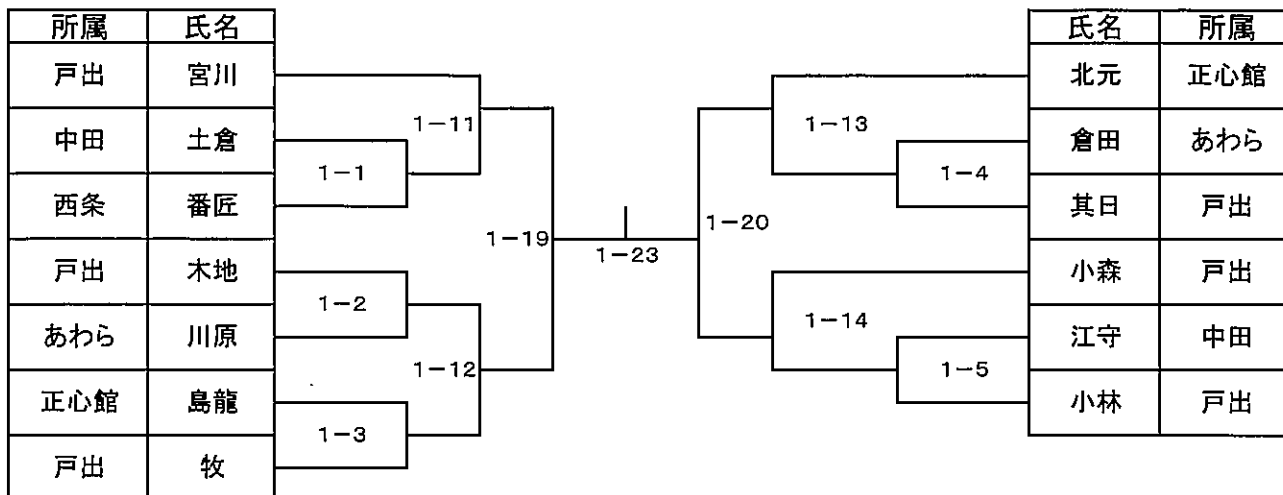 所属 氏名 氏名 所属
戸出 宮川 北元 正心館
1-11 1-13
中田 土倉 倉田 あわら
1-1 1-4
西条 番匠 其日 戸出
1-19 1-23 1-20
戸出 木地 小森 戸出
1-2 1-14
あわら 川原 江守 中田
1-12 1-5
正心館 島龍 小林 戸出
1-3
戸出 牧